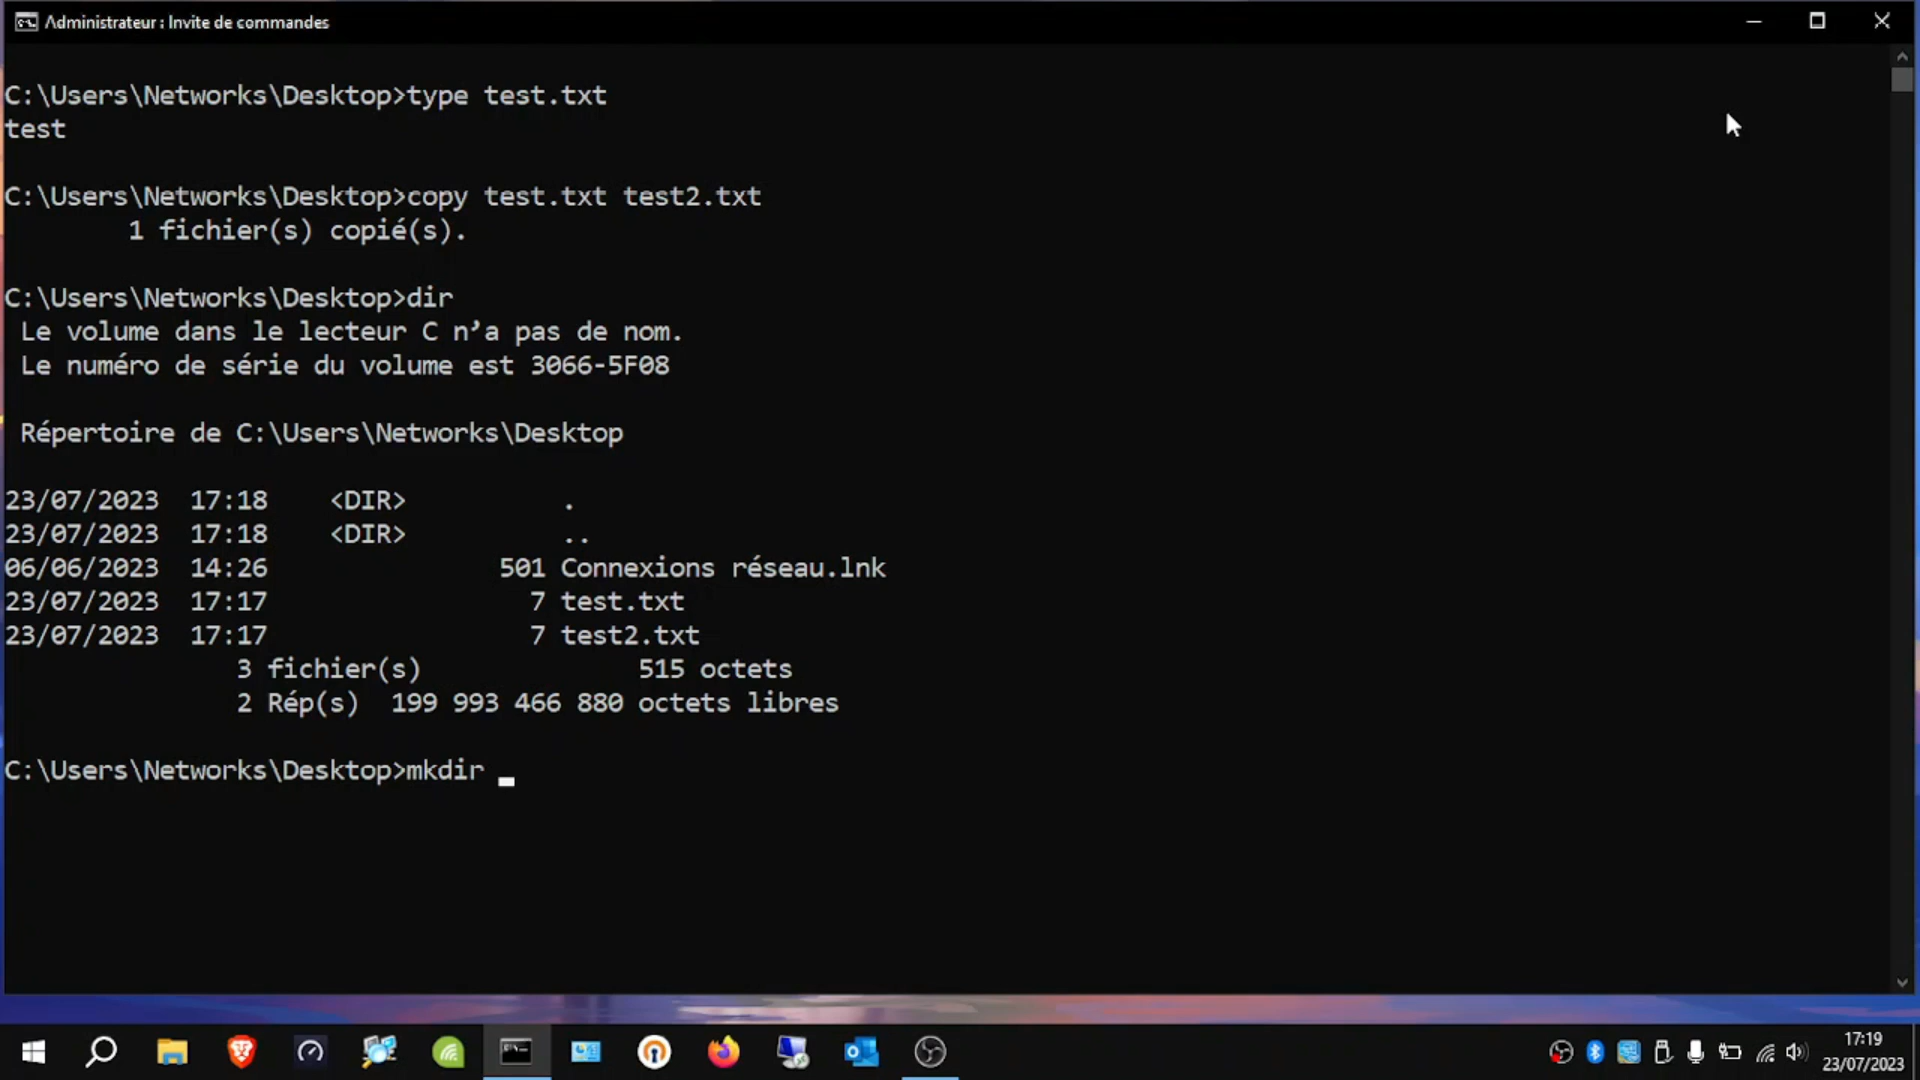 Administrateur : Invite de commandes
C:\Users\Networks\Desktop>type test.txt
test
C:\Users\Networks\Desktop>copy test.txt test2.txt
1 fichier(s) copié(s).
C:\Users\Networks\Desktop>dir
Le volume dans le lecteur C n’a pas de nom.
Le numéro de série du volume est 3066-5F08
Répertoire de C:\Users\Networks\Desktop
23/07/2023 17:18 <DIR> .
23/07/2023 17:18 <DIR> ..
06/06/2023 14:26 501 Connexions réseau.lnk
23/07/2023 17:17 7 test.txt
23/07/2023 17:17 7 test2.txt
3 fichier(s) 515 octets
2 Rép(s) 199 993 466 880 octets libres
C:\Users\Networks\Desktop>mkdir
17:19
23/07/2023